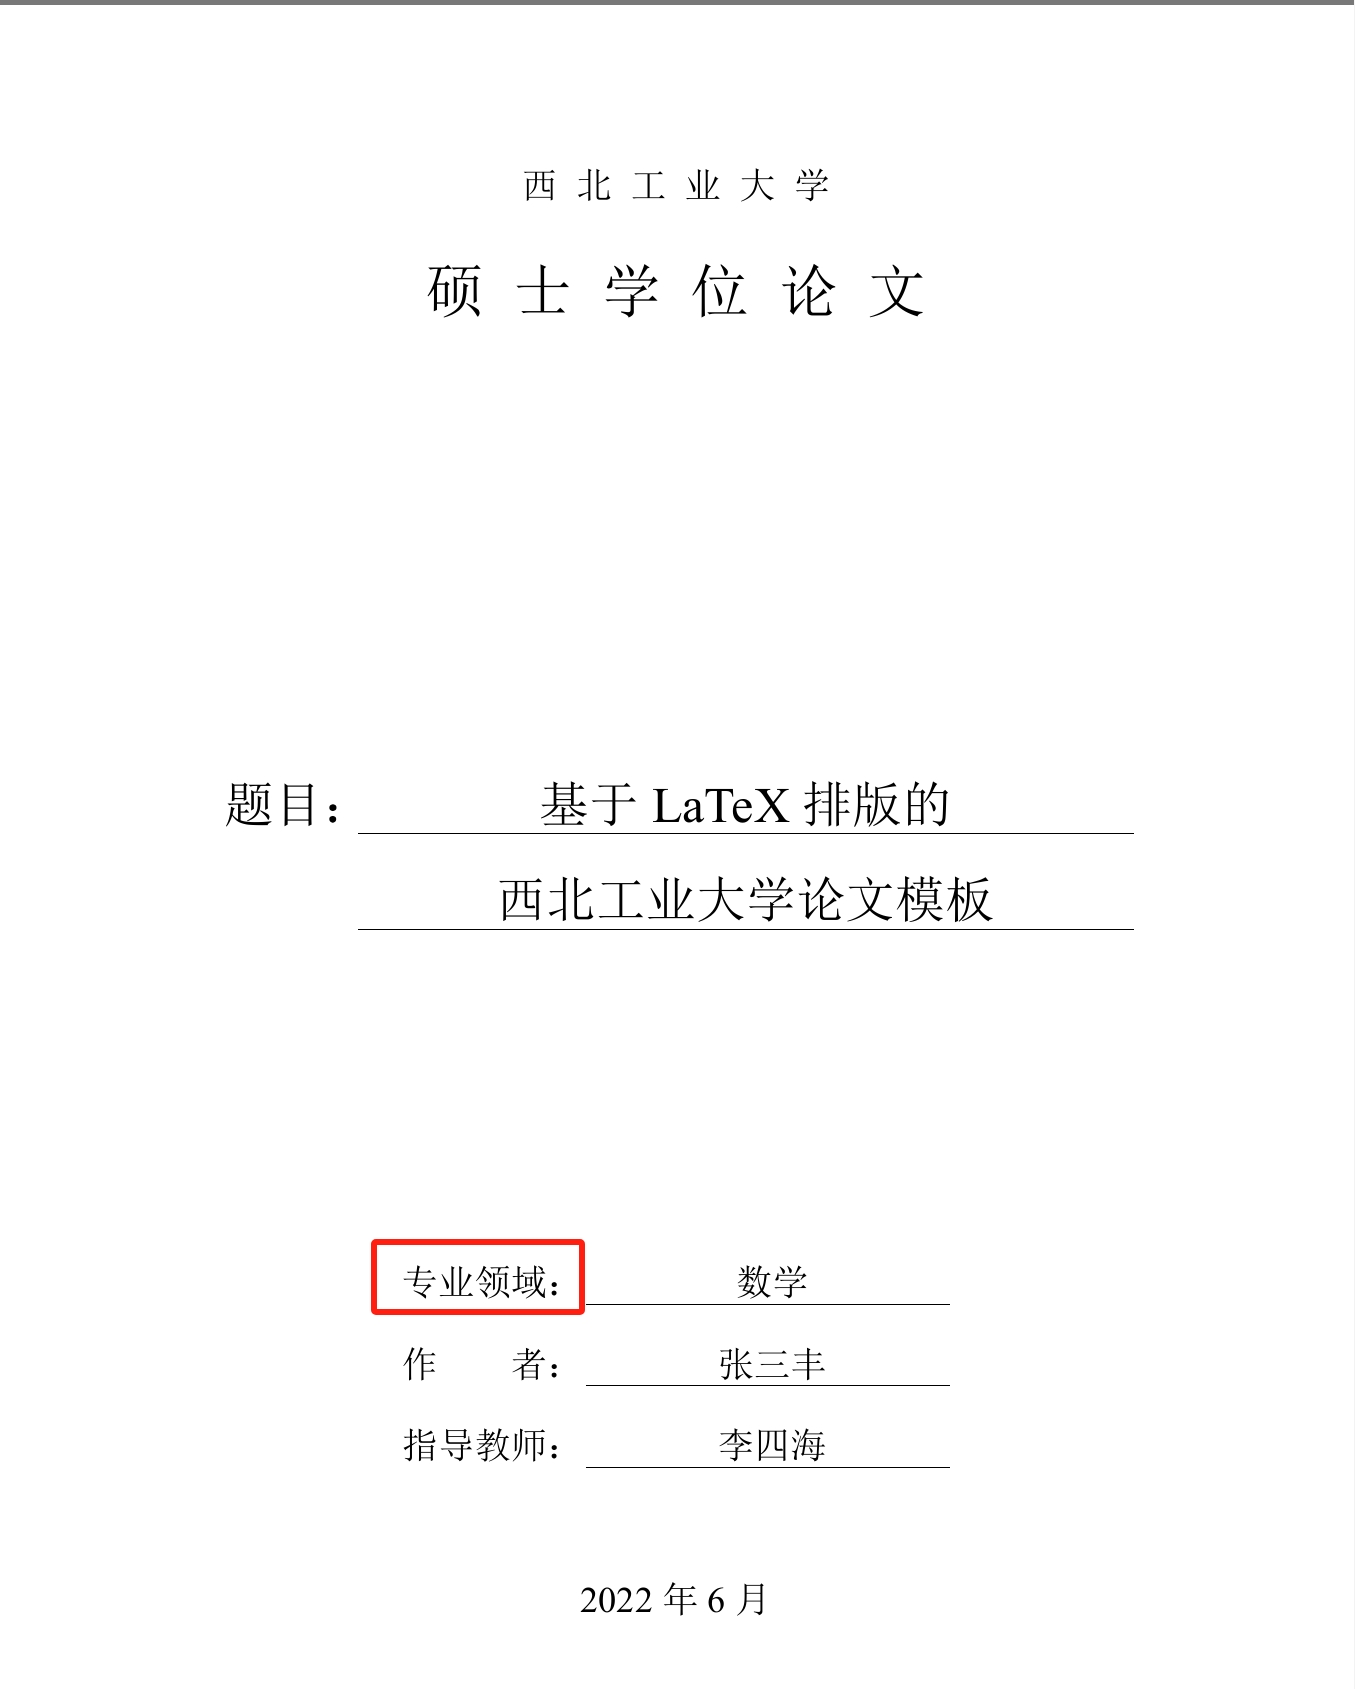 西北工业大学
硕士学位论文
题目：基于 LaTeX 排版的
西北工业大学论文模板
专业领域：数学
作者：张三丰
指导教师：李四海
2022 年 6 月